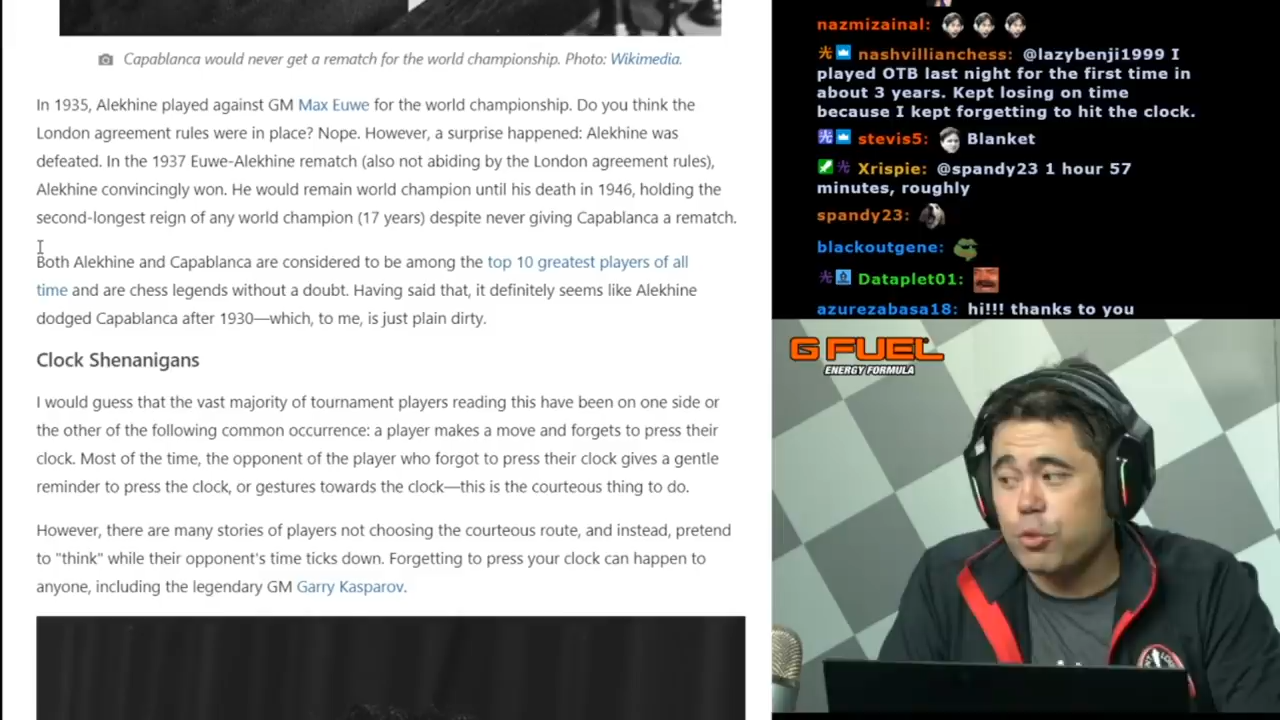 Capablanca would never get a rematch for the world championship. Photo: Wikimedia.
In 1935, Alekhine played against GM Max Euwe for the world championship. Do you think the
London agreement rules were in place? Nope. However, a surprise happened: Alekhine was
defeated. In the 1937 Euwe-Alekhine rematch (also not abiding by the London agreement rules),
Alekhine convincingly won. He would remain world champion until his death in 1946, holding the
second-longest reign of any world champion (17 years) despite never giving Capablanca a rematch.
Both Alekhine and Capablanca are considered to be among the top 10 greatest players of all
time and are chess legends without a doubt. Having said that, it definitely seems like Alekhine
dodged Capablanca after 1930—which, to me, is just plain dirty.
Clock Shenanigans
I would guess that the vast majority of tournament players reading this have been on one side or
the other of the following common occurrence: a player makes a move and forgets to press their
clock. Most of the time, the opponent of the player who forgot to press their clock gives a gentle
reminder to press the clock, or gestures towards the clock—this is the courteous thing to do.
However, there are many stories of players not choosing the courteous route, and instead, pretend
to "think" while their opponent's time ticks down. Forgetting to press your clock can happen to
anyone, including the legendary GM Garry Kasparov.
nazmizainal:
nashvillianchess: @lazybenji1999 I
played OTB last night for the first time in
about 3 years. Kept losing on time
because I kept forgetting to hit the clock.
stevis5: Blanket
Xrispie: @spandy23 1 hour 57
minutes, roughly
spandy23:
blackoutgene:
Dataplet01:
azurezabasa18: hi!!! thanks to you
G FUEL
ENERGY FORMULA